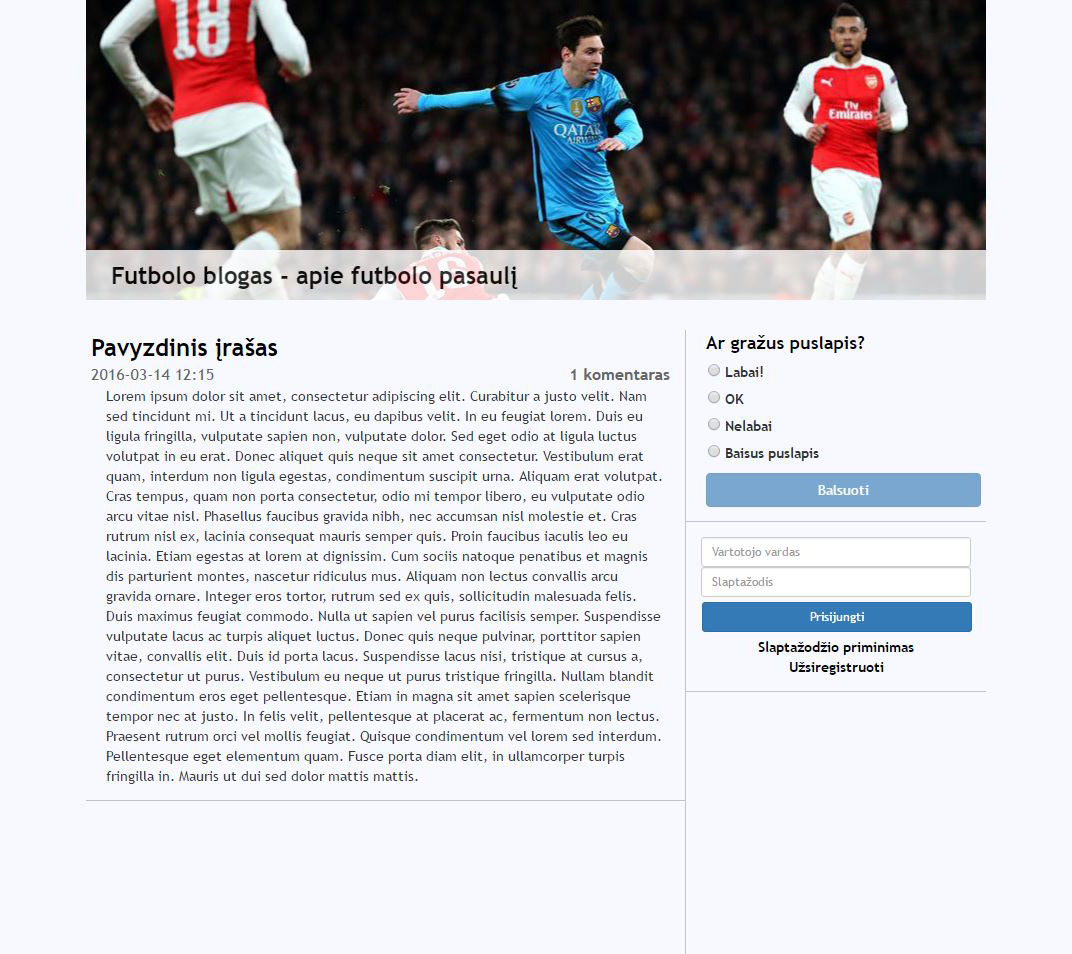 18
QATAR
AIRWAYS
Fly
Emirates
10
Futbolo blogas - apie futbolo pasaulį
Pavyzdinis įrašas
2016-03-14 12:15
1 komentaras
Lorem ipsum dolor sit amet, consectetur adipiscing elit. Curabitur a justo velit. Nam
sed tincidunt mi. Ut a tincidunt lacus, eu dapibus velit. In eu feugiat lorem. Duis eu
ligula fringilla, vulputate sapien non, vulputate dolor. Sed eget odio at ligula luctus
volutpat in eu erat. Donec aliquet quis neque sit amet consectetur. Vestibulum erat
quam, interdum non ligula egestas, condimentum suscipit urna. Aliquam erat volutpat.
Cras tempus, quam non porta consectetur, odio mi tempor libero, eu vulputate odio
arcu vitae nisl. Phasellus faucibus gravida nibh, nec accumsan nisl molestie et. Cras
rutrum nisl ex, lacinia consequat mauris semper quis. Proin faucibus iaculis leo eu
lacinia. Etiam egestas at lorem at dignissim. Cum sociis natoque penatibus et magnis
dis parturient montes, nascetur ridiculus mus. Aliquam non lectus convallis arcu
gravida ornare. Integer eros tortor, rutrum sed ex quis, sollicitudin malesuada felis.
Duis maximus feugiat commodo. Nulla ut sapien vel purus facilisis semper. Suspendisse
vulputate lacus ac turpis aliquet luctus. Donec quis neque pulvinar, porttitor sapien
vitae, convallis elit. Duis id porta lacus. Suspendisse lacus nisi, tristique at cursus a,
consectetur ut purus. Vestibulum eu neque ut purus tristique fringilla. Nullam blandit
condimentum eros eget pellentesque. Etiam in magna sit amet sapien scelerisque
tempor nec at justo. In felis velit, pellentesque at placerat ac, fermentum non lectus.
Praesent rutrum orci vel mollis feugiat. Quisque condimentum vel lorem sed interdum.
Pellentesque eget elementum quam. Fusce porta diam elit, in ullamcorper turpis
fringilla in. Mauris ut dui sed dolor mattis mattis.
Ar gražus puslapis?
Labai!
OK
Nelabai
Baisus puslapis
Balsuoti
Vartotojo vardas
Slaptažodis
Prisijungti
Slaptažodžio priminimas
Užsiregistruoti